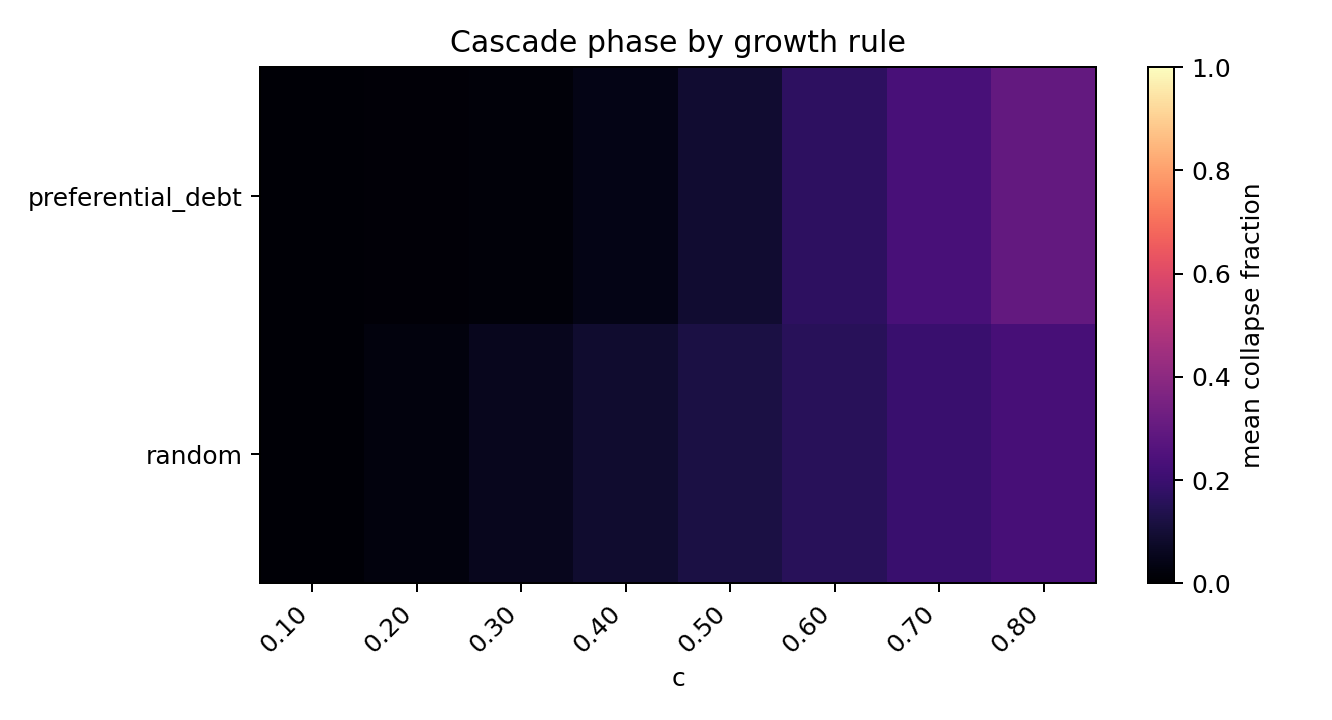 Cascade phase by growth rule
preferential_debt
random
0.10
0.20
0.30
0.40
0.50
0.60
0.70
0.80
c
1.0
0.8
0.6
0.4
0.2
0.0
mean collapse fraction